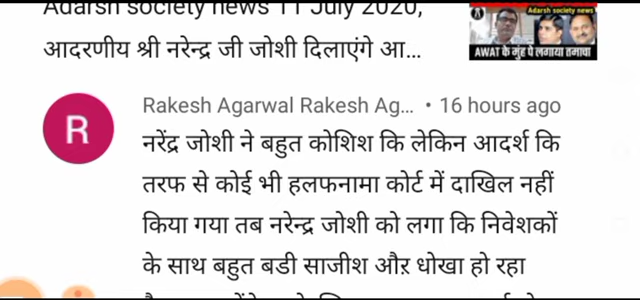 Adarsh society news 11 July 2020,
आदरणीय श्री नरेन्द्र जी जोशी दिलाएंगे आ...
Adarsh society news
AWAT के मुंह पे लगाया तमाचा
R
Rakesh Agarwal Rakesh Ag... • 16 hours ago
नरेंद्र जोशी ने बहुत कोशिश कि लेकिन आदर्श कि
तरफ से कोई भी हलफनामा कोर्ट में दाखिल नहीं
किया गया तब नरेन्द्र जोशी को लगा कि निवेशकों
के साथ बहुत बडी साजीश औऱ धोखा हो रहा